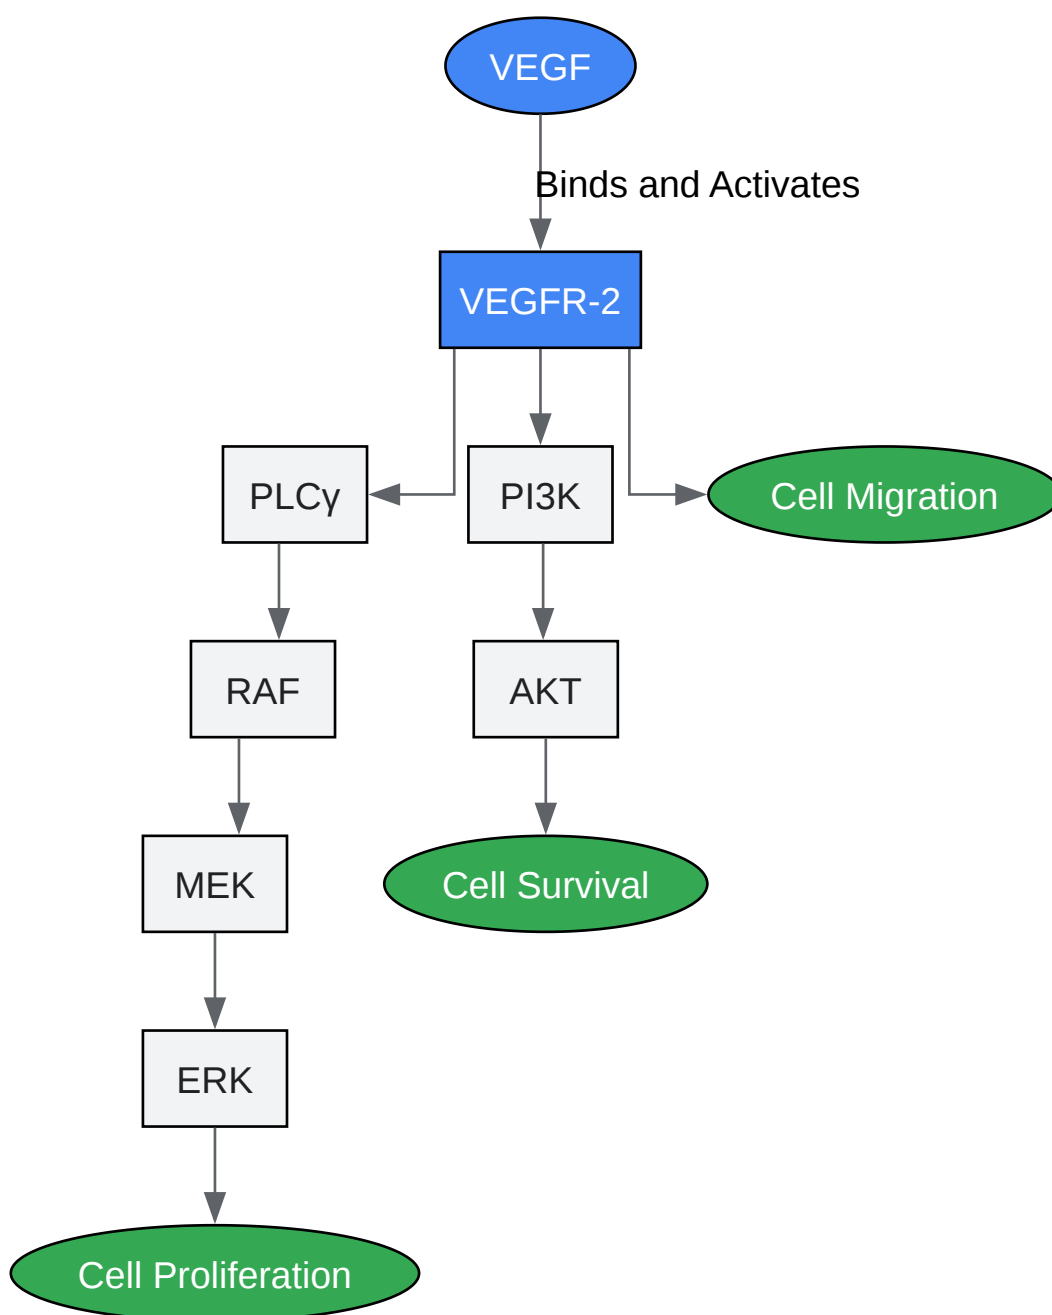 VEGF
Binds and Activates
VEGFR-2
PLCγ
PI3K
Cell Migration
RAF
AKT
MEK
Cell Survival
ERK
Cell Proliferation